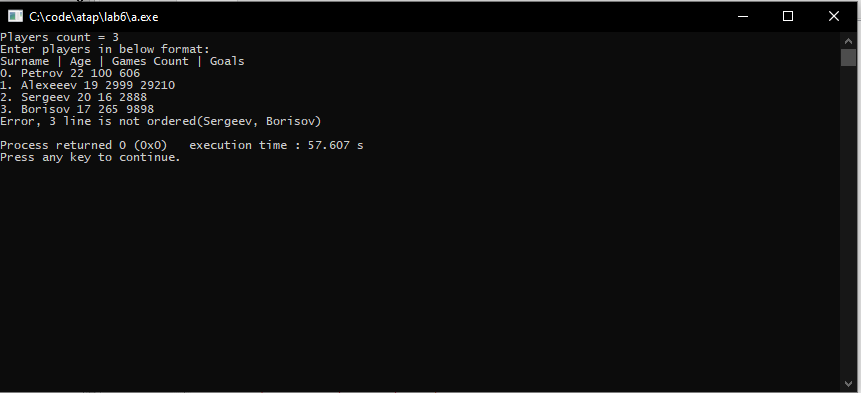 C:\code\atap\lab6\a.exe
Players count = 3
Enter players in below format:
Surname | Age | Games Count | Goals
0. Petrov 22 100 606
1. Alexeeev 19 2999 29210
2. Sergeev 20 16 2888
3. Borisov 17 265 9898
Error, 3 line is not ordered(Sergeev, Borisov)
Process returned 0 (0x0)   execution time : 57.607 s
Press any key to continue.